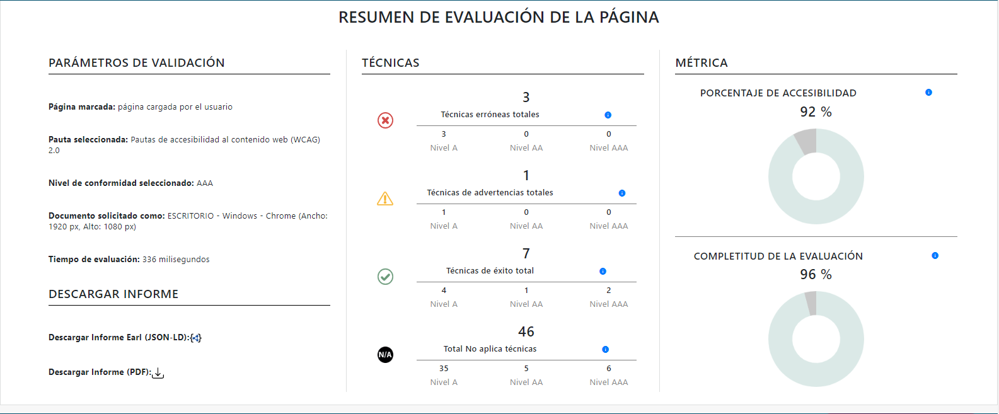 RESUMEN DE EVALUACIÓN DE LA PÁGINA
PARÁMETROS DE VALIDACIÓN
Página marcada: página cargada por el usuario
Pauta seleccionada: Pautas de accesibilidad al contenido web (WCAG)
2.0
Nivel de conformidad seleccionado: AAA
Documento solicitado como: ESCRITORIO - Windows - Chrome (Ancho:
1920 px, Alto: 1080 px)
Tiempo de evaluación: 336 milisegundos
DESCARGAR INFORME
Descargar Informe Earl (JSON-LD):
Descargar Informe (PDF):
TÉCNICAS
3
Técnicas erróneas totales
3 0 0
Nivel A Nivel AA Nivel AAA
1
Técnicas de advertencias totales
1 0 0
Nivel A Nivel AA Nivel AAA
7
Técnicas de éxito total
4 1 2
Nivel A Nivel AA Nivel AAA
46
N/A
Total No aplica técnicas
35 5 6
Nivel A Nivel AA Nivel AAA
MÉTRICA
PORCENTAJE DE ACCESIBILIDAD
92 %
COMPLETITUD DE LA EVALUACIÓN
96 %